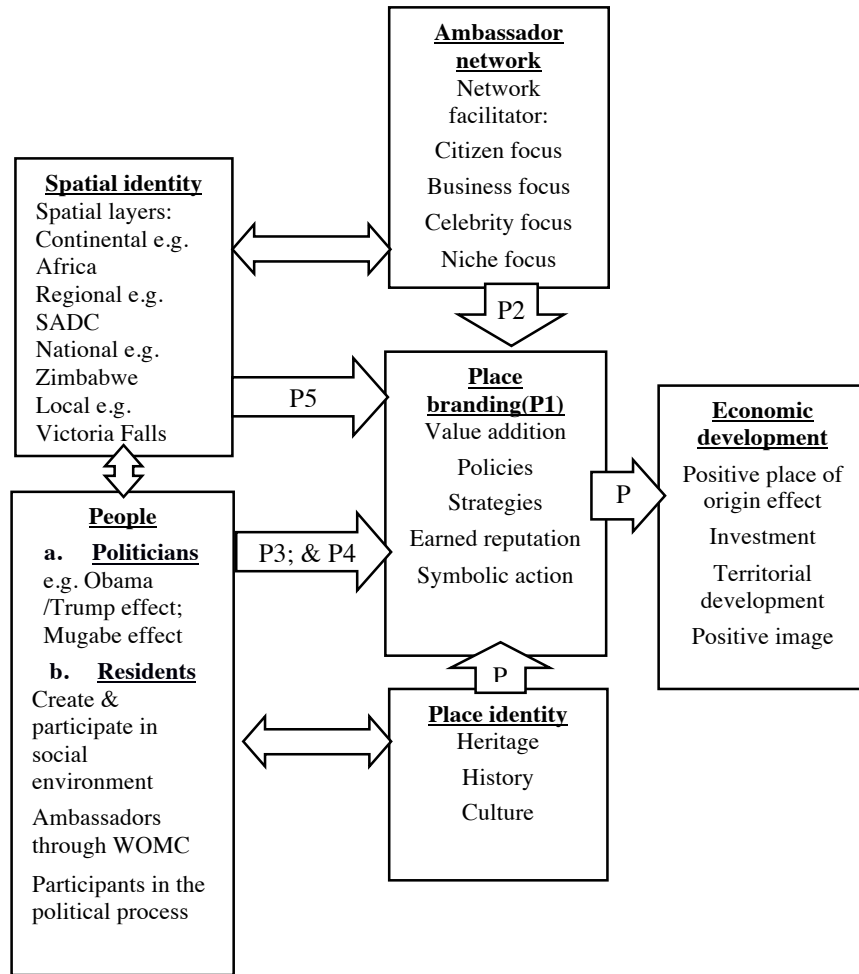 Ambassador
network
Network
facilitator:
Citizen focus
Business focus
Celebrity focus
Niche focus
Spatial identity
Spatial layers:
Continental e.g.
Africa
Regional e.g.
SADC
National e.g.
Zimbabwe
Local e.g.
Victoria Falls
P2
P5
Place
branding(P1)
Value addition
Policies
Strategies
Earned reputation
Symbolic action
P
Economic
development
Positive place of
origin effect
Investment
Territorial
development
Positive image
People
a. Politicians
e.g. Obama
/Trump effect;
Mugabe effect
b. Residents
Create &
participate in
social
environment
Ambassadors
through WOMC
Participants in the
political process
P3; & P4
P
Place identity
Heritage
History
Culture